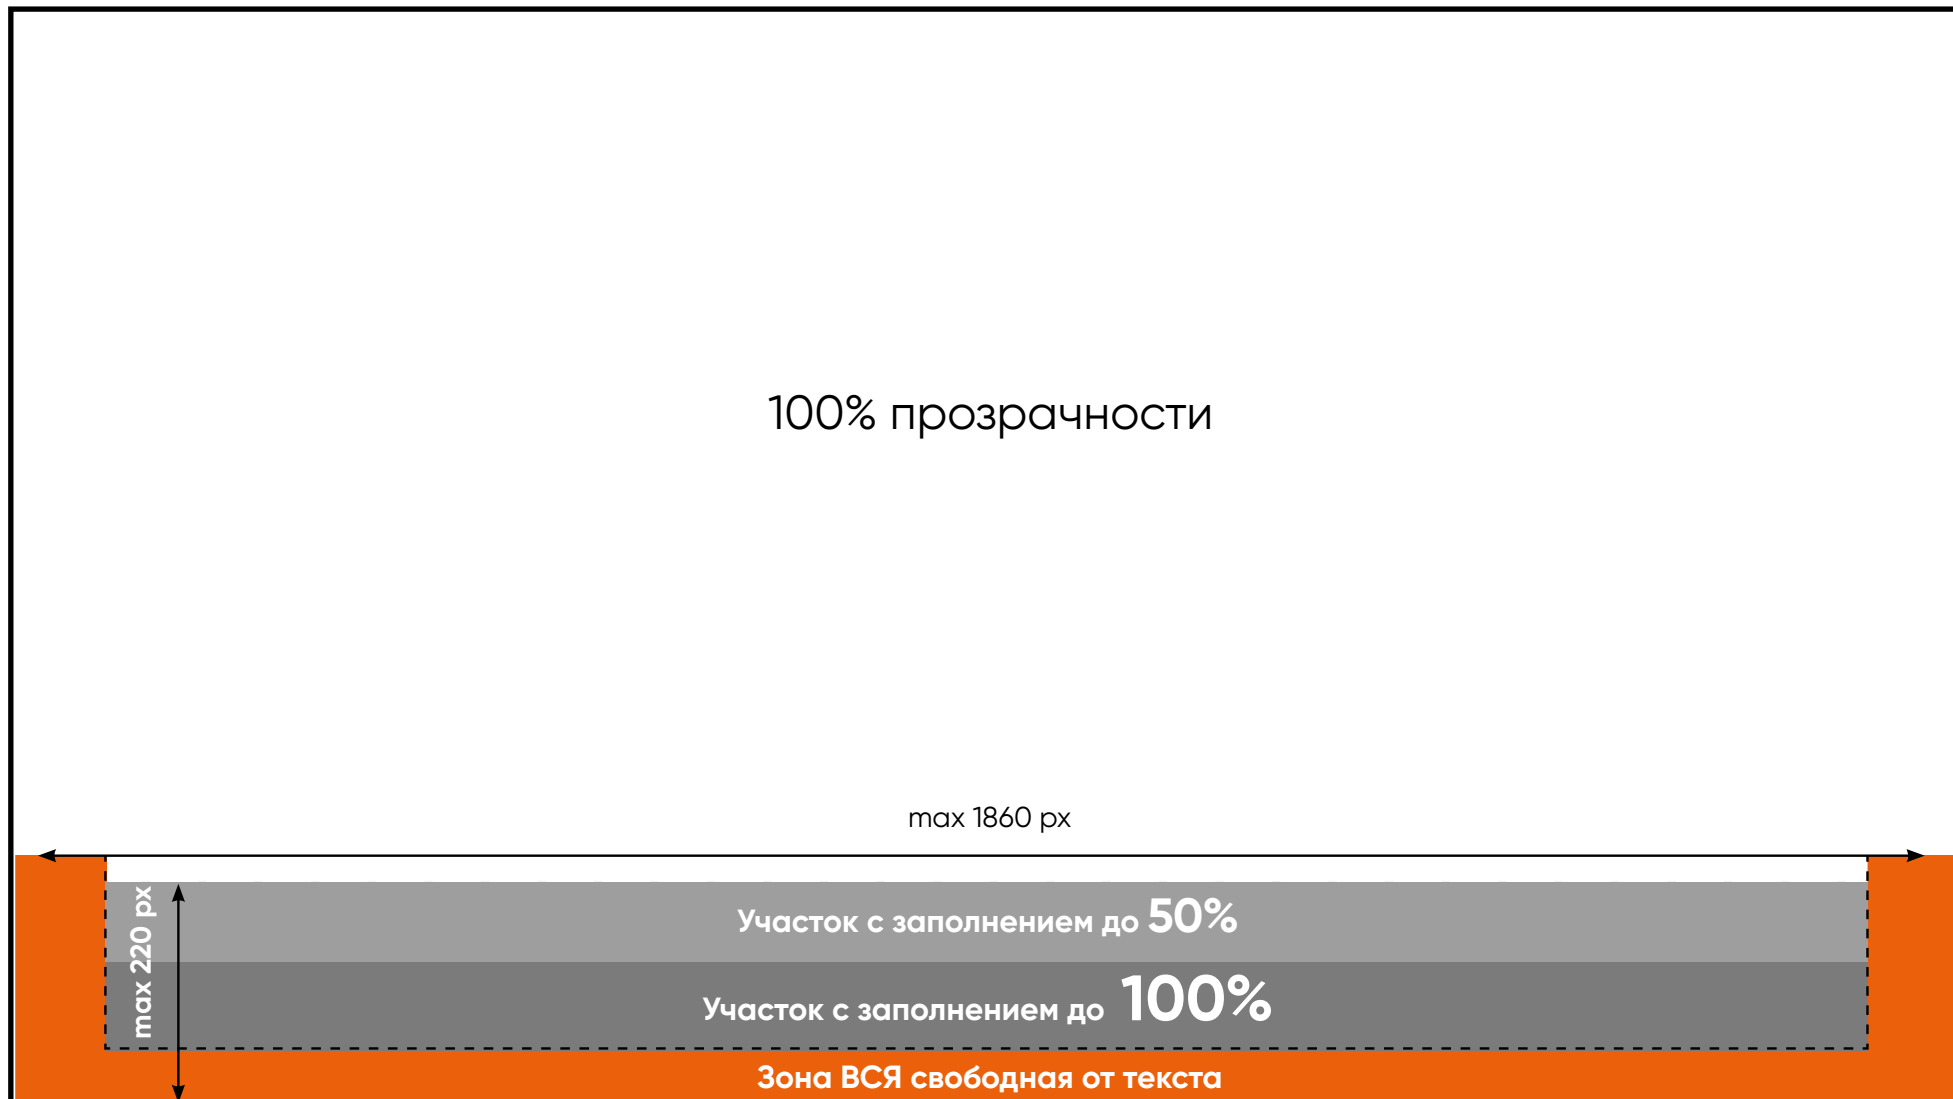 100% прозрачности
max 1860 px
max 220 px
Участок с заполнением до 50%
Участок с заполнением до 100%
Зона ВСЯ свободная от текста